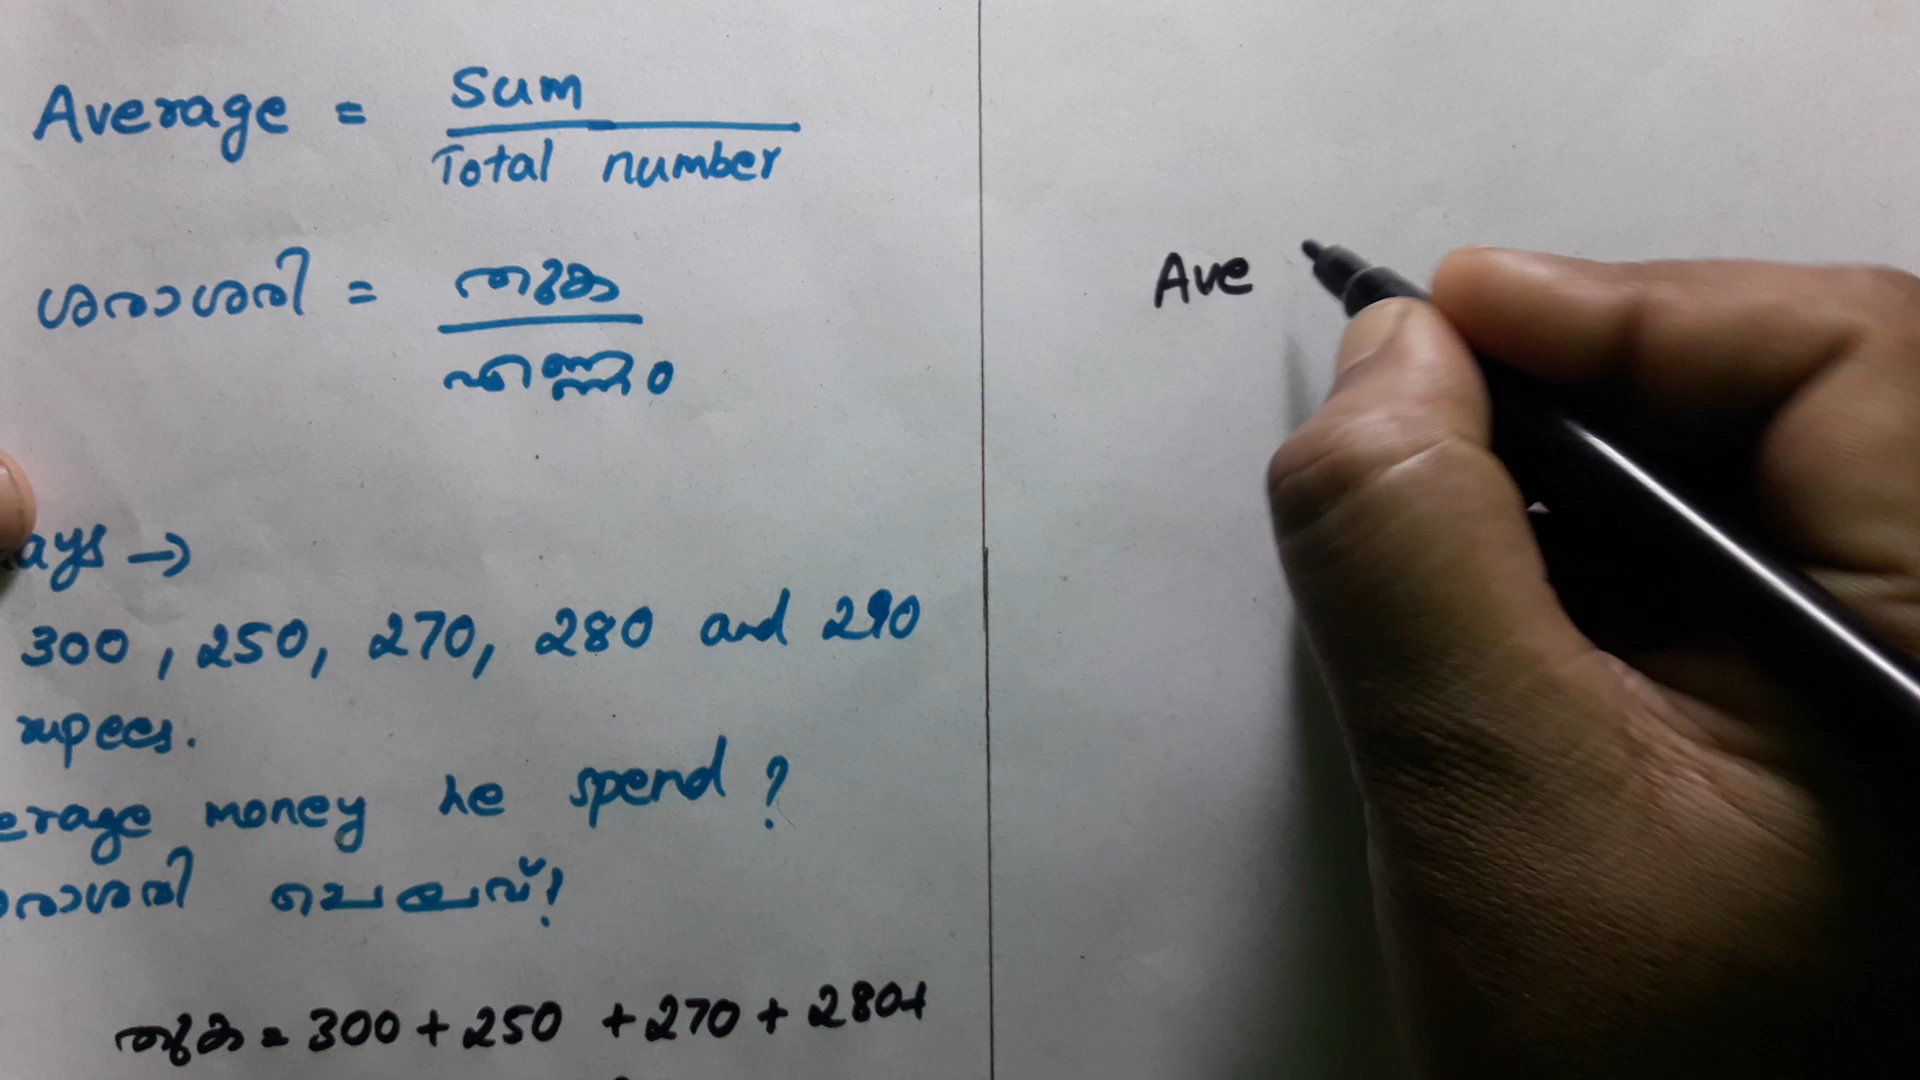 Average = Sum
Total number
ശരാശരി = തുക
എണ്ണം
ays →
300, 250, 270, 280 and 290
rupees.
erage money he spend?
രാശരി ചെലവ്?
തുക = 300 + 250 + 270 + 280+
Ave